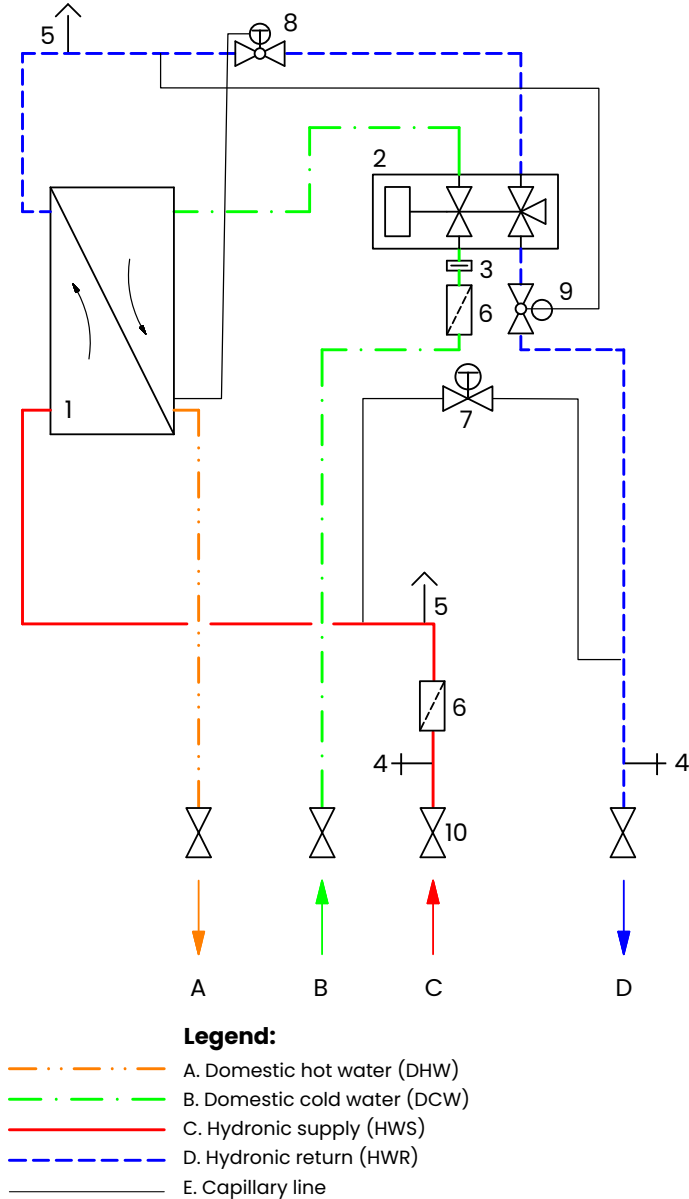 5
8
2
3
9
6
1
7
5
6
4
4
10
A
B
C
D
Legend:
A. Domestic hot water (DHW)
B. Domestic cold water (DCW)
C. Hydronic supply (HWS)
D. Hydronic return (HWR)
E. Capillary line